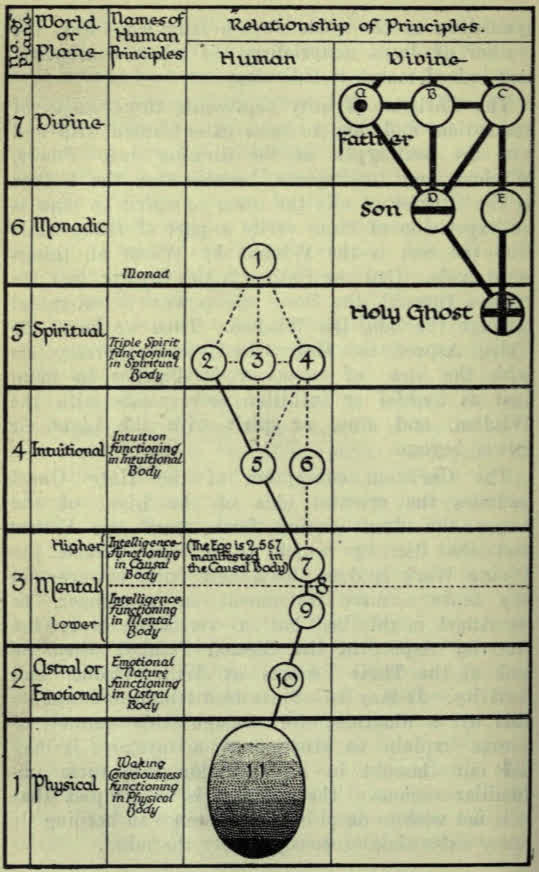 No. of Plane
World or Plane
Names of Human Principles
Relationship of Principles.
Human
Divine
7 Divine
a
B
C
Father
D
E
Son
6 Monadic
Monad
1
F
Holy Ghost
5 Spiritual
Triple Spirit
functioning
in Spiritual
Body
2
3
4
4 Intuitional
Intuition
functioning
in Intuitional
Body
5
6
3 Mental
Higher
Intelligence
functioning
in Causal
Body
(The Ego is 2567
manifested in
the Causal Body)
7
8
Lower
Intelligence
functioning
in Mental
Body
9
2 Astral or
Emotional
Emotional
Nature
functioning
in Astral
Body
10
1 Physical
Waking
Consciousness
functioning
in Physical
Body
11